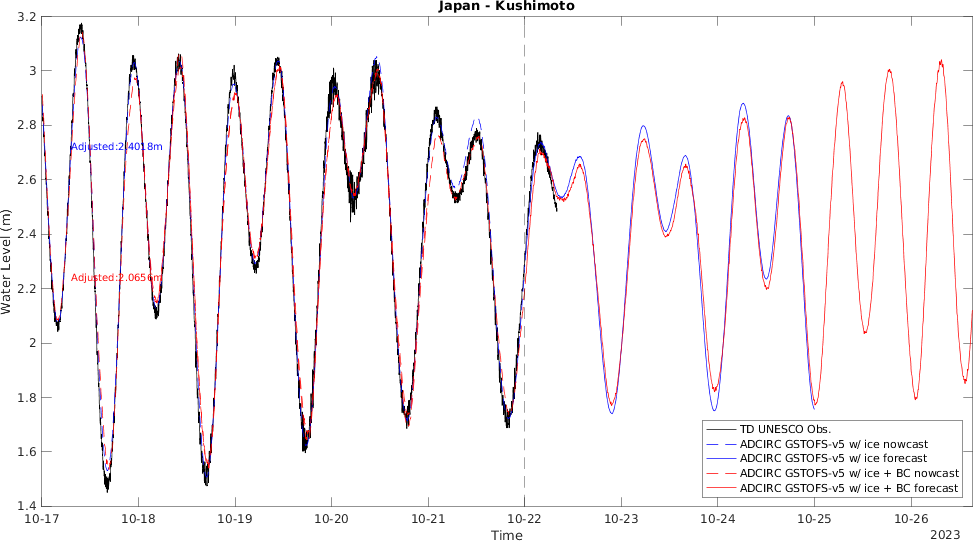 Japan - Kushimoto
Water Level (m)
3.2
3
2.8
2.6
2.4
2.2
2
1.8
1.6
1.4
Adjusted:2.4018m
Adjusted:2.0656m
TD UNESCO Obs.
ADCIRC GSTOFS-v5 w/ ice nowcast
ADCIRC GSTOFS-v5 w/ ice forecast
ADCIRC GSTOFS-v5 w/ ice + BC nowcast
ADCIRC GSTOFS-v5 w/ ice + BC forecast
10-17 10-18 10-19 10-20 10-21 10-22 10-23 10-24 10-25 10-26
Time
2023